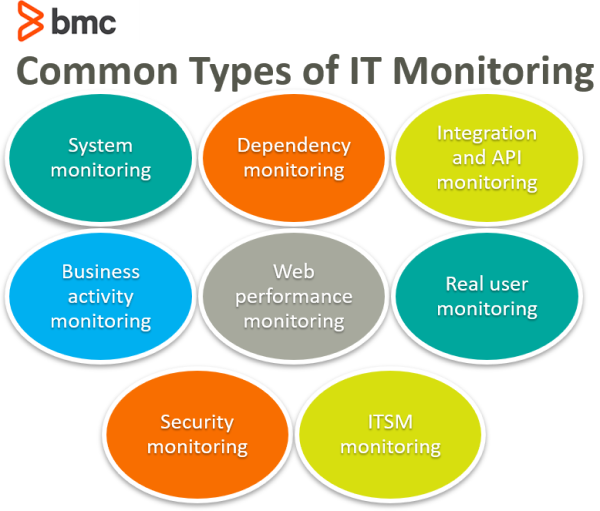 bmc
Common Types of IT Monitoring
System
monitoring
Dependency
monitoring
Integration
and API
monitoring
Business
activity
monitoring
Web
performance
monitoring
Real user
monitoring
Security
monitoring
ITSM
monitoring